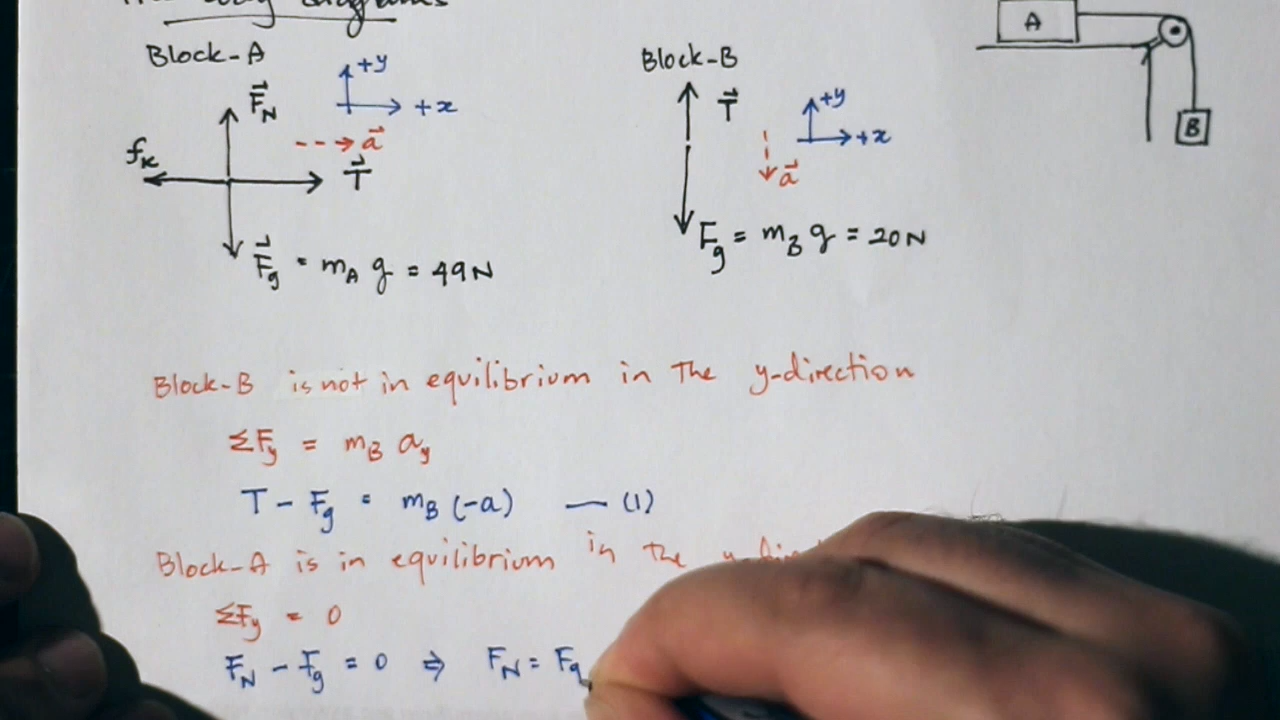 Block-A
F⃗N
+y
+x
a⃗
fk
T⃗
F⃗g = mA g = 49N
Block-B
T⃗
+y
+x
a⃗
Fg = mB g = 20N
A
B
Block-B is not in equilibrium in the y-direction
ΣFy = mB ay
T - Fg = mB (-a) — (1)
Block-A is in equilibrium in the
ΣFy = 0
FN - Fg = 0 ⇒ FN = Fg